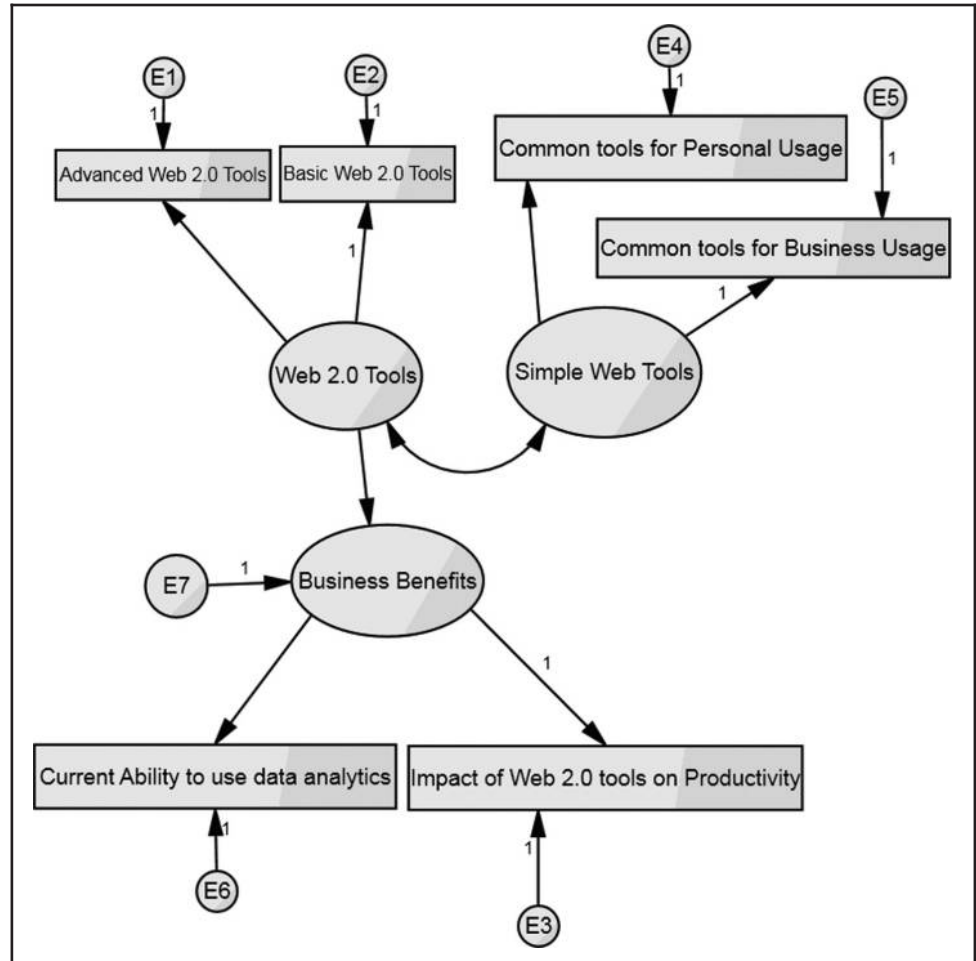 E1
E2
E4
E5
1
1
1
1
Advanced Web 2.0 Tools
Basic Web 2.0 Tools
Common tools for Personal Usage
Common tools for Business Usage
1
1
Web 2.0 Tools
Simple Web Tools
E7
1
Business Benefits
1
Current Ability to use data analytics
Impact of Web 2.0 tools on Productivity
1
1
E6
E3